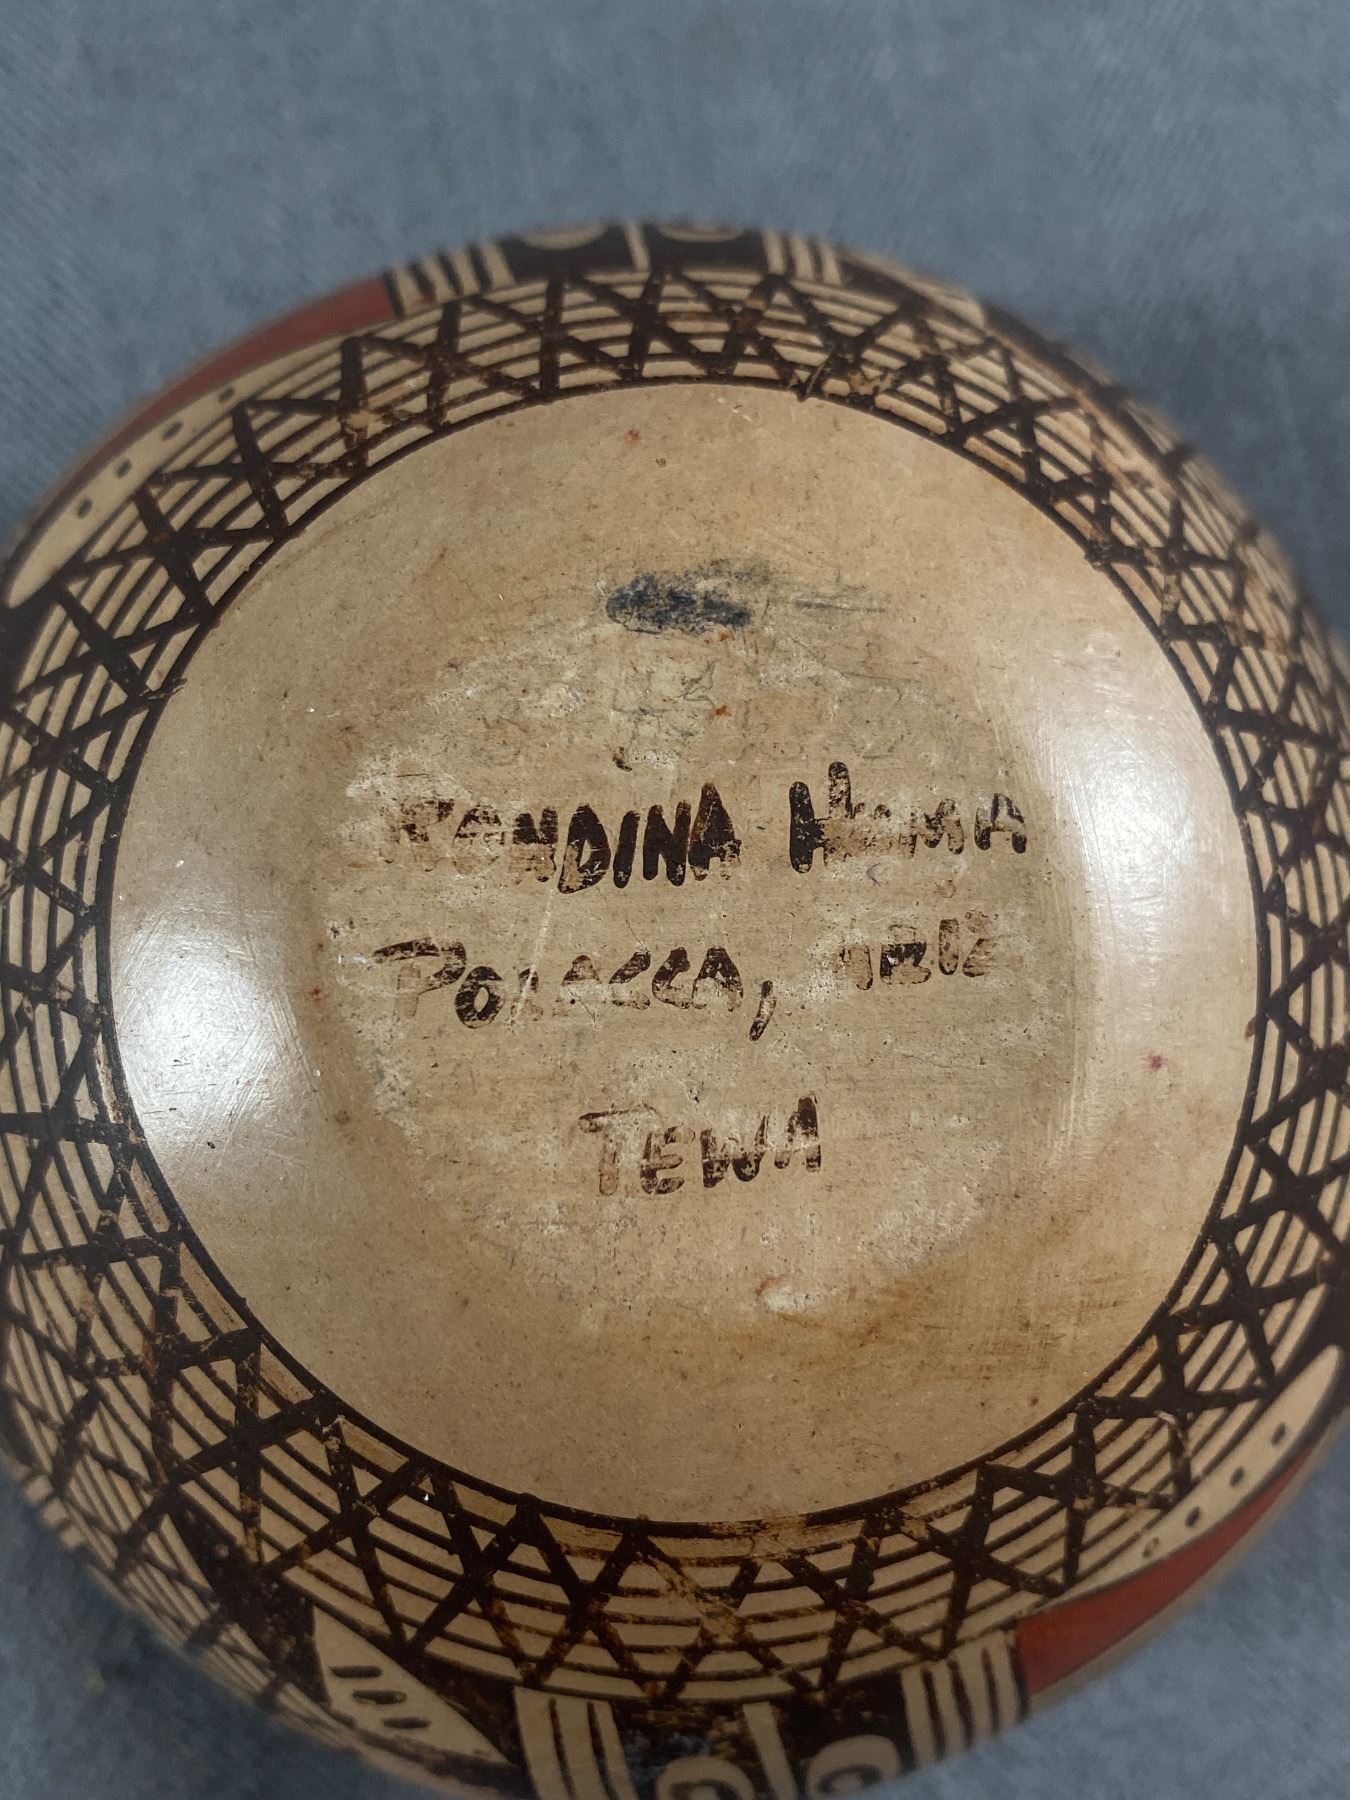 RONDINA HUMA
POLACCA, ARIZ
TEWA